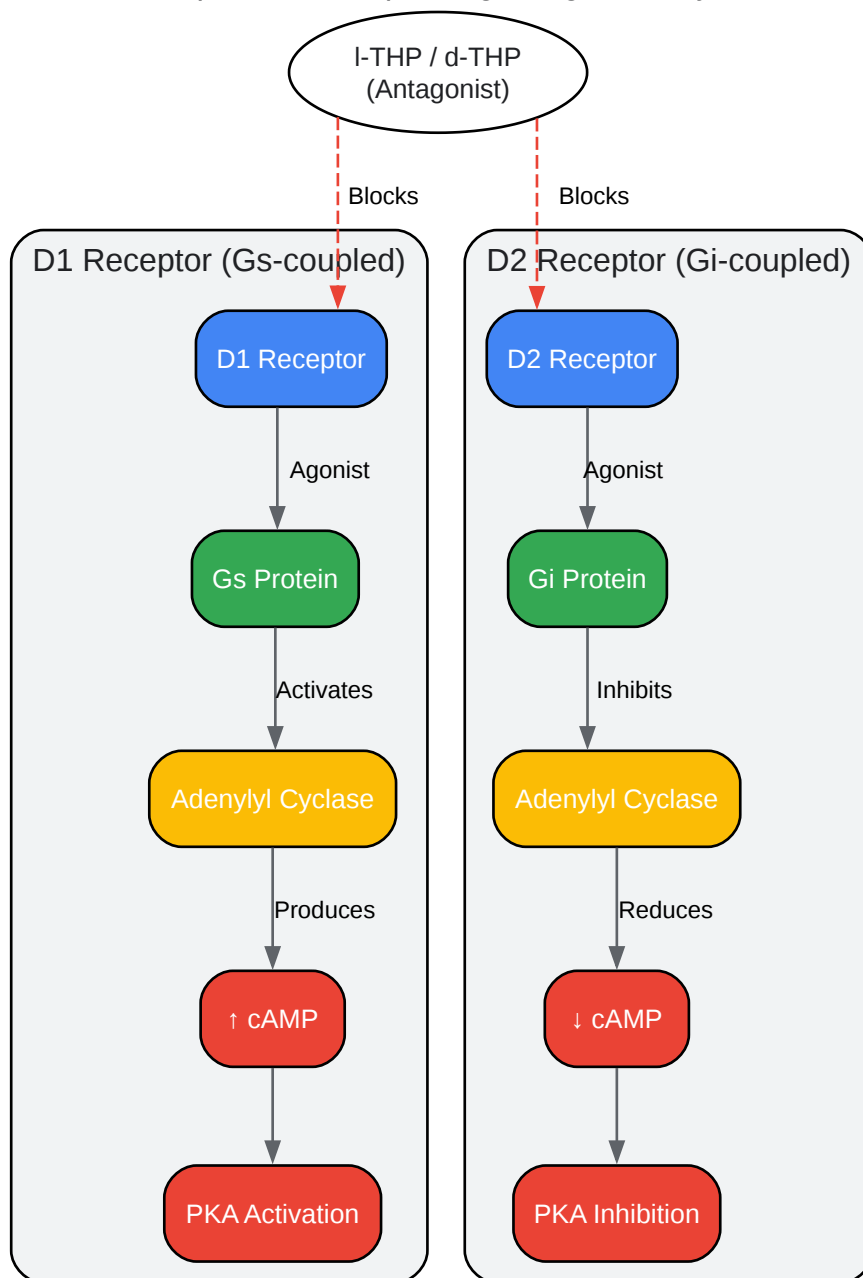 l-THP / d-THP
(Antagonist)
Blocks
Blocks
D1 Receptor (Gs-coupled)
D1 Receptor
Agonist
Gs Protein
Activates
Adenylyl Cyclase
Produces
↑ cAMP
PKA Activation
D2 Receptor (Gi-coupled)
D2 Receptor
Agonist
Gi Protein
Inhibits
Adenylyl Cyclase
Reduces
↓ cAMP
PKA Inhibition